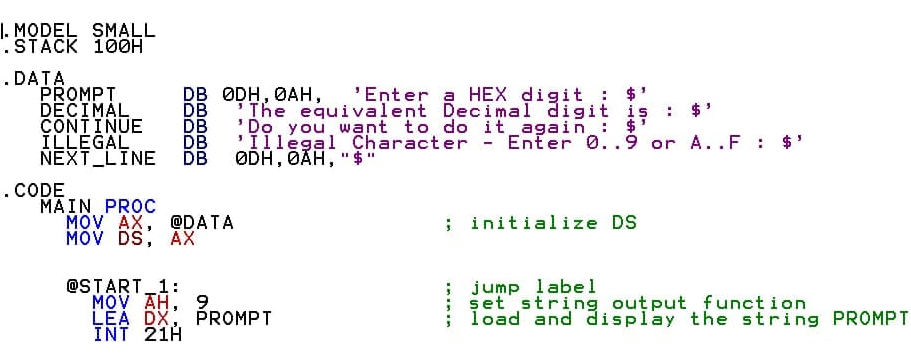 .MODEL SMALL
.STACK 100H
.DATA
PROMPT DB 0DH,0AH, 'Enter a HEX digit : $'
DECIMAL DB 'The equivalent Decimal digit is : $'
CONTINUE DB 'Do you want to do it again : $'
ILLEGAL DB 'Illegal Character - Enter 0..9 or A..F : $'
NEXT_LINE DB 0DH,0AH,"$"
.CODE
MAIN PROC
MOV AX, @DATA ; initialize DS
MOV DS, AX
@START_1: ; jump label
MOV AH, 9 ; set string output function
LEA DX, PROMPT ; load and display the string PROMPT
INT 21H